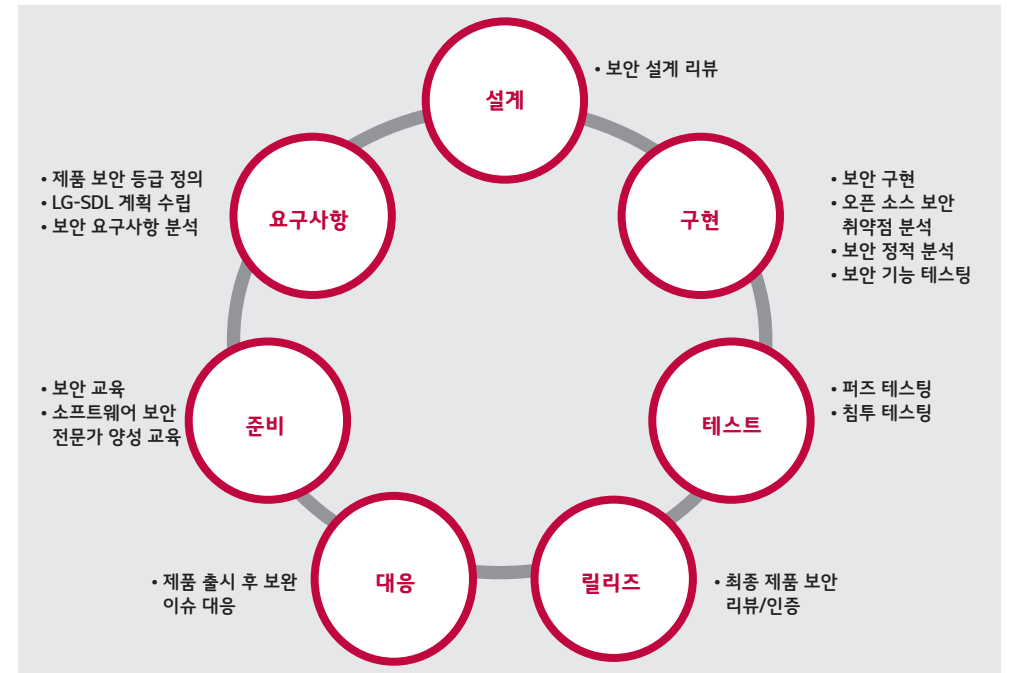 설계
• 보안 설계 리뷰
요구사항
• 제품 보안 등급 정의
• LG-SDL 계획 수립
• 보안 요구사항 분석
구현
• 보안 구현
• 오픈 소스 보안
취약점 분석
• 보안 정적 분석
• 보안 기능 테스팅
준비
• 보안 교육
• 소프트웨어 보안
전문가 양성 교육
테스트
• 퍼즈 테스팅
• 침투 테스팅
대응
• 제품 출시 후 보완
이슈 대응
릴리즈
• 최종 제품 보안
리뷰/인증